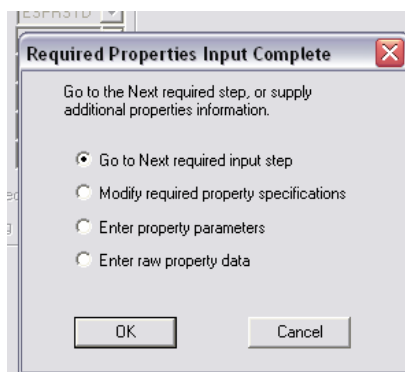 ESFRSTD
Required Properties Input Complete
Go to the Next required step, or supply
additional properties information.
Go to Next required input step
Modify required property specifications
Enter property parameters
Enter raw property data
OK
Cancel